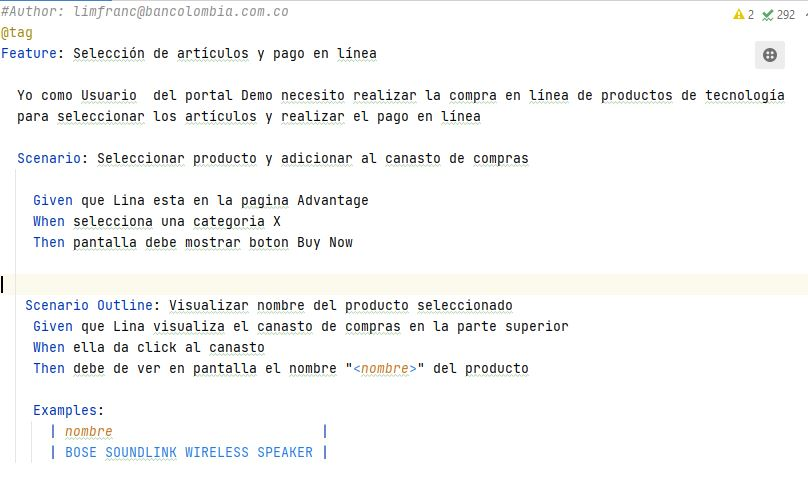 #Author: limfranc@bancolombia.com.co
2 292
@tag
Feature: Selección de artículos y pago en línea
Yo como Usuario del portal Demo necesito realizar la compra en línea de productos de tecnología
para seleccionar los artículos y realizar el pago en línea
Scenario: Seleccionar producto y adicionar al canasto de compras
Given que Lina esta en la pagina Advantage
When selecciona una categoria X
Then pantalla debe mostrar boton Buy Now
Scenario Outline: Visualizar nombre del producto seleccionado
Given que Lina visualiza el canasto de compras en la parte superior
When ella da click al canasto
Then debe de ver en pantalla el nombre "<nombre>" del producto
Examples:
| nombre |
| BOSE SOUNDLINK WIRELESS SPEAKER |